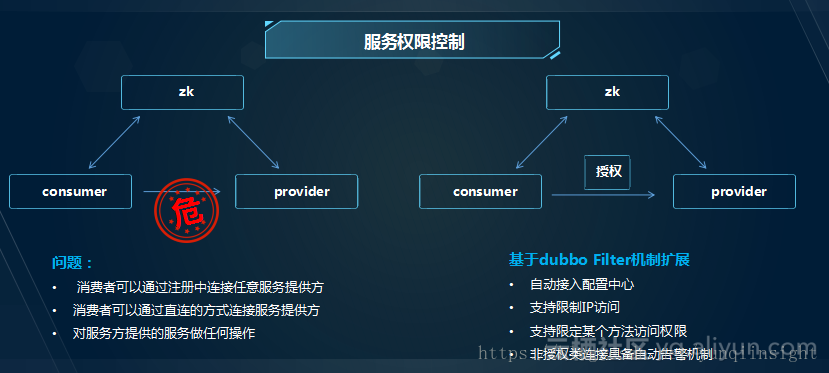 服务权限控制
zk
consumer
provider
危
问题：
消费者可以通过注册中连接任意服务提供方
消费者可以通过直连的方式连接服务提供方
对服务方提供的服务做任何操作
zk
授权
consumer
provider
基于dubbo Filter机制扩展
自动接入配置中心
支持限制IP访问
支持限定某个方法访问权限
非授权类连接具备自动告警机制
云栖社区 yq.aliyun.com